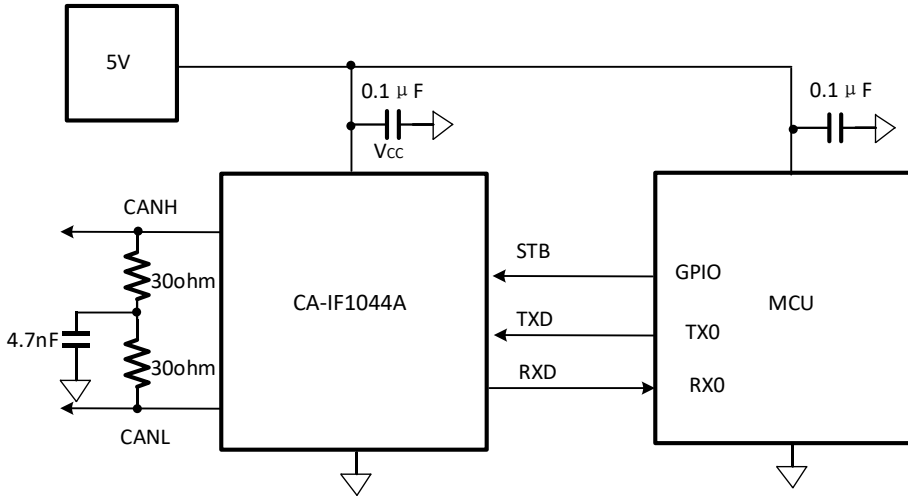 5V
0.1 μ F
0.1 μ F
VCC
CANH
STB
GPIO
30ohm
CA-IF1044A
MCU
TXD
TX0
4.7nF
30ohm
RXD
RX0
CANL